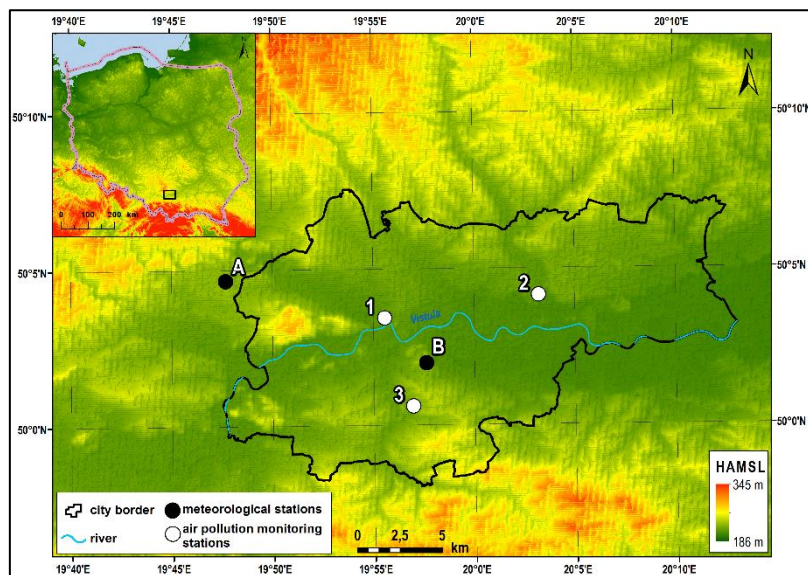 19°40'E 19°45'E 19°50'E 19°55'E 20°0'E 20°5'E 20°10'E
N
N
50°10'N 50°10'N
0 100 200 km
A
50°5'N 50°5'N
2
1
Vistula
B
3
50°0'N 50°0'N
HAMSL
345 m
186 m
city border
meteorological stations
river
air pollution monitoring
stations
0 2,5 5
km
19°40'E 19°45'E 19°50'E 19°55'E 20°0'E 20°5'E 20°10'E